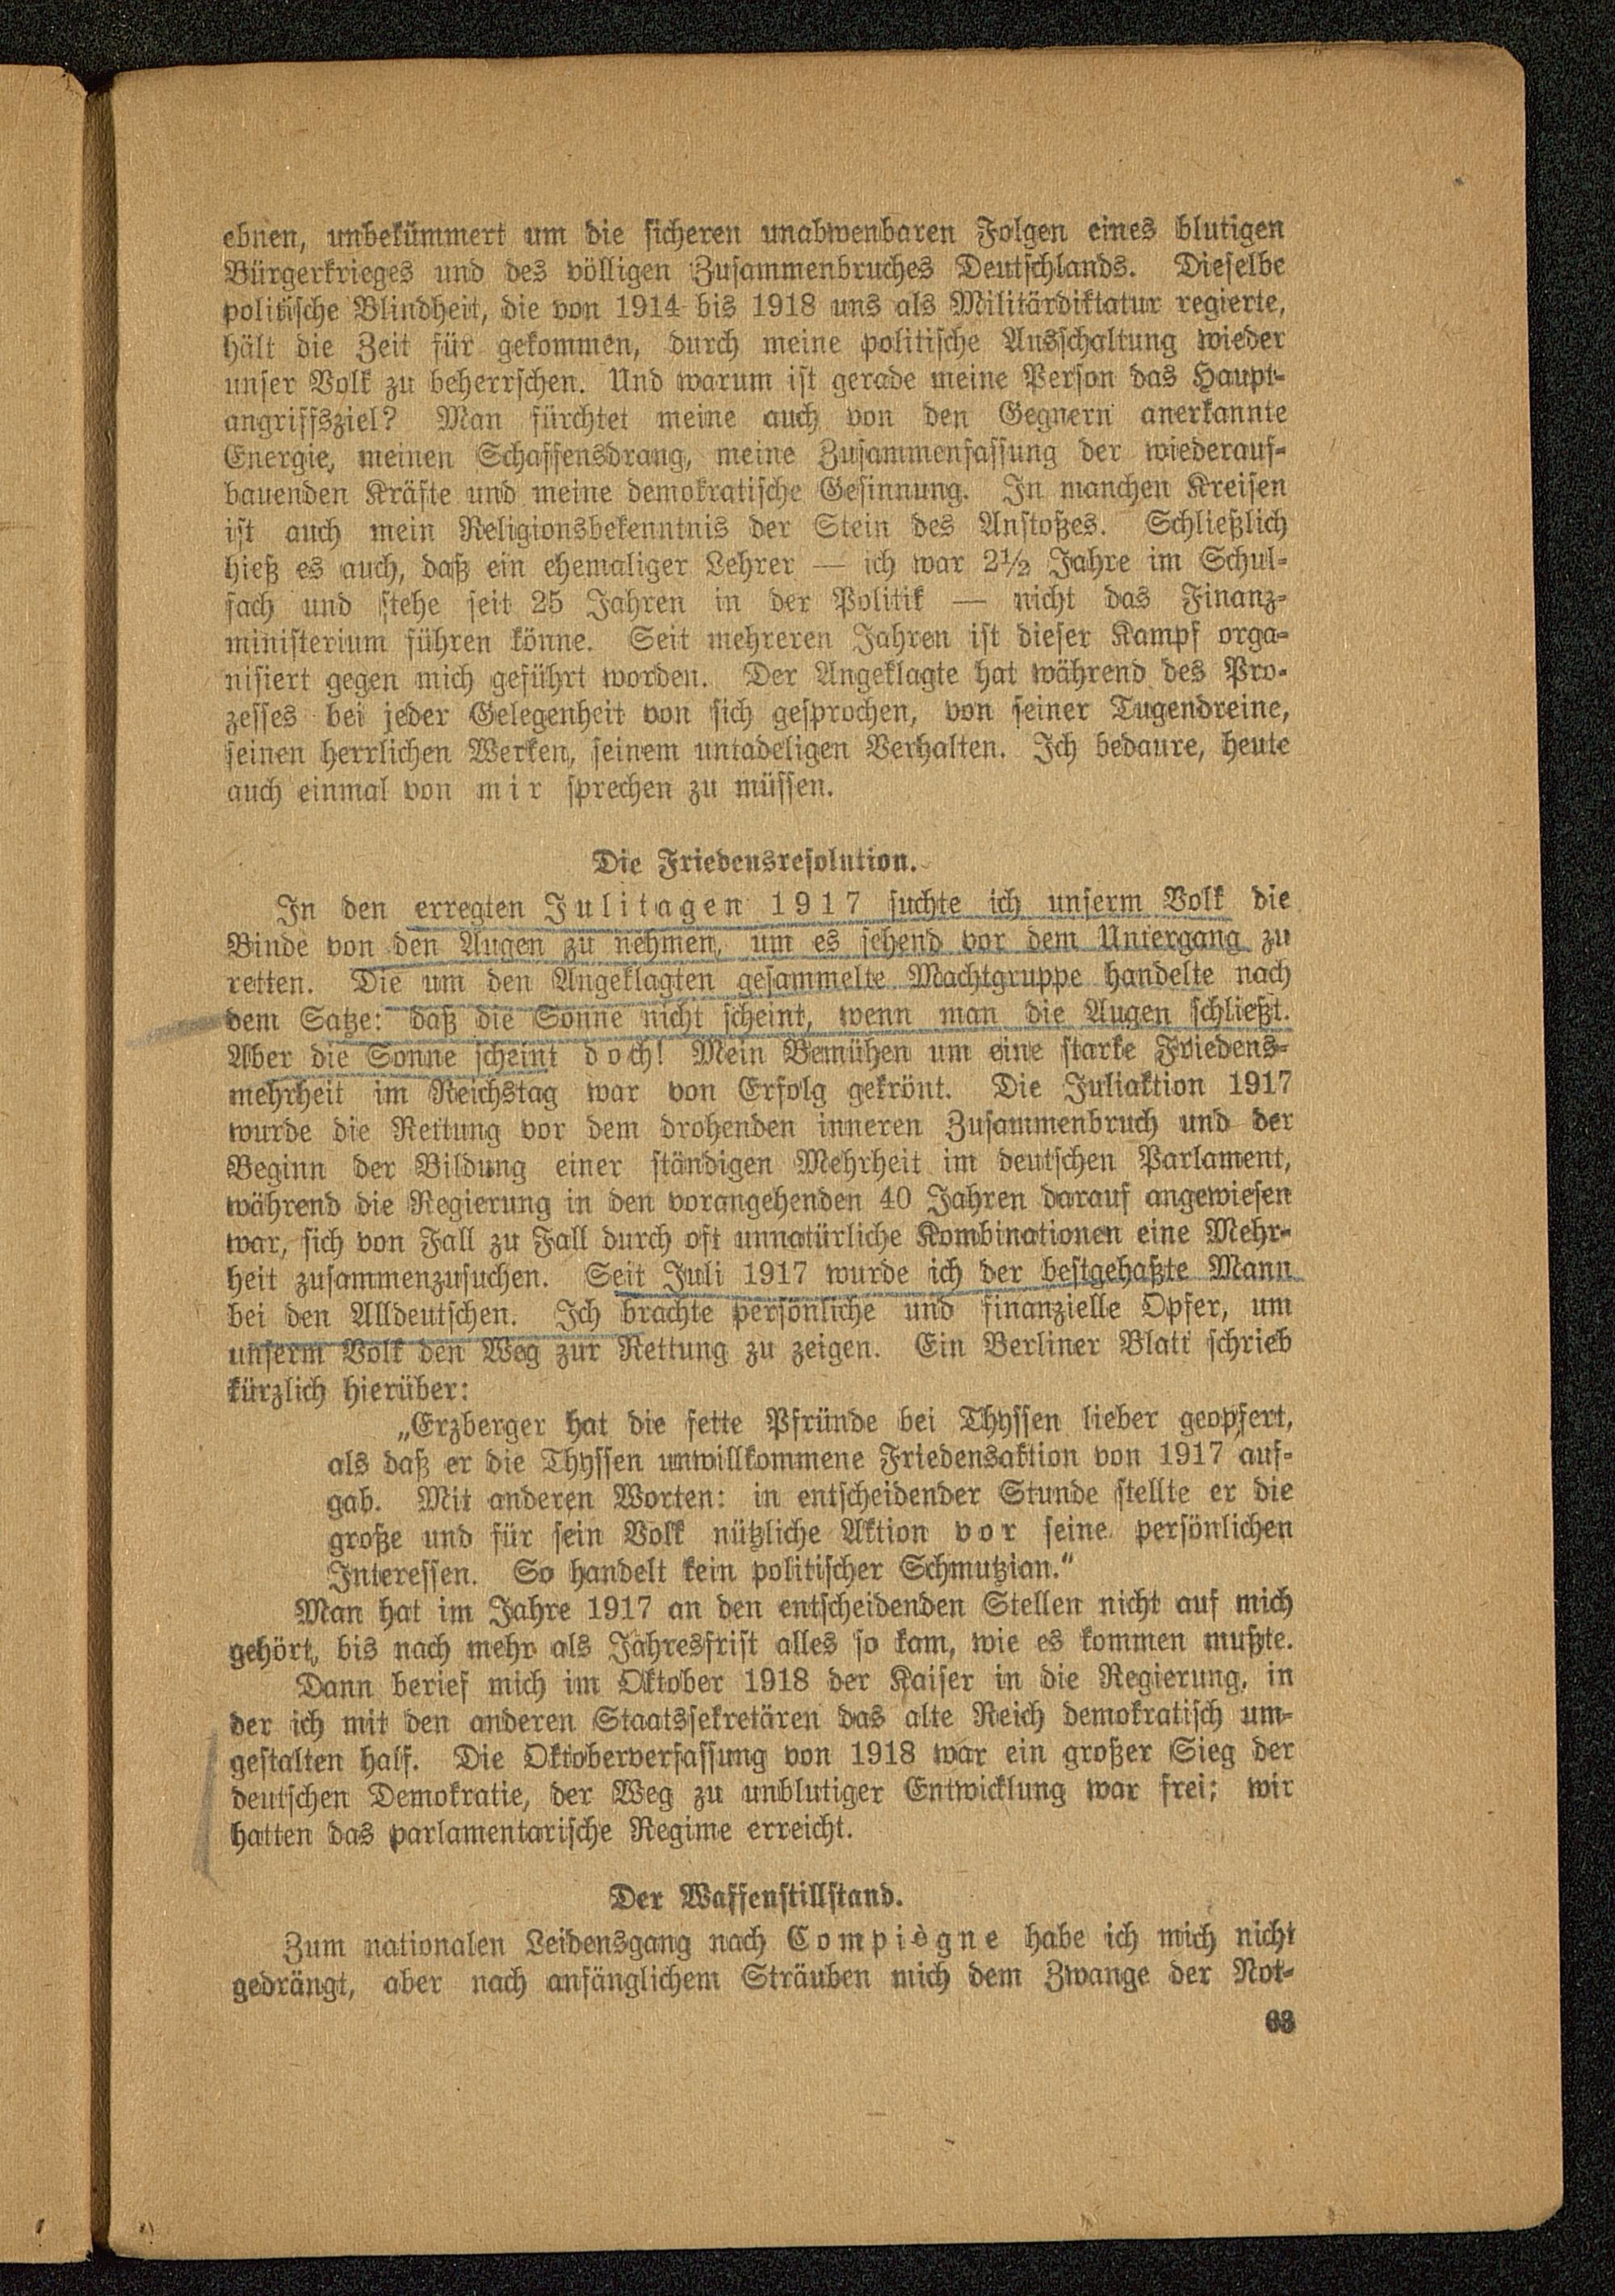 ebnen, unbekümmert um die sicheren unabwenbaren Folgen eines blutigen
Bürgerkrieges und des völligen Zusammenbruches Deutschlands. Dieselbe
politische Blindheit, die von 1914 bis 1918 uns als Militärdiktatur regierte,
hält die Zeit für gekommen, durch meine politische Ausschaltung wieder
unser Volk zu beherrschen. Und warum ist gerade meine Person das Haupt-
angriffsziel? Man fürchtet meine auch von den Gegnern anerkannte
Energie, meinen Schaffensdrang, meine Zusammenfassung der wiederauf-
bauenden Kräfte und meine demokratische Gesinnung. In manchen Kreisen
ist auch mein Religionsbekenntnis der Stein des Anstoßes. Schließlich
hieß es auch, daß ein ehemaliger Lehrer — ich war 2½ Jahre im Schul-
fach und stehe seit 25 Jahren in der Politik — nicht das Finanz-
ministerium führen könne. Seit mehreren Jahren ist dieser Kampf orga-
nisiert gegen mich geführt worden. Der Angeklagte hat während des Pro-
zesses bei jeder Gelegenheit von sich gesprochen, von seiner Tugendreine,
seinen herrlichen Werken, seinem untadeligen Verhalten. Ich bedaure, heute
auch einmal von mir sprechen zu müssen.
Die Friedensresolution.
In den erregten Julitagen 1917 suchte ich unserm Volk die
Binde von den Augen zu nehmen, um es sehend vor dem Untergang zu
retten. Die um den Angeklagten gesammelte Machtgruppe handelte nach
dem Satze: daß die Sonne nicht scheint, wenn man die Augen schließt.
Aber die Sonne scheint doch! Mein Bemühen um eine starke Friedens-
mehrheit im Reichstag war von Erfolg gekrönt. Die Juliaktion 1917
wurde die Rettung vor dem drohenden inneren Zusammenbruch und der
Beginn der Bildung einer ständigen Mehrheit im deutschen Parlament,
während die Regierung in den vorangehenden 40 Jahren darauf angewiesen
war, sich von Fall zu Fall durch oft unnatürliche Kombinationen eine Mehr-
heit zusammenzusuchen. Seit Juli 1917 wurde ich der bestgehaßte Mann
bei den Alldeutschen. Ich brachte persönliche und finanzielle Opfer, um
unserm Volk den Weg zur Rettung zu zeigen. Ein Berliner Blatt schrieb
kürzlich hierüber:
„Erzberger hat die fette Pfründe bei Thyssen lieber geopfert,
als daß er die Thyssen unwillkommene Friedensaktion von 1917 auf-
gab. Mit anderen Worten: in entscheidender Stunde stellte er die
große und für sein Volk nützliche Aktion vor seine persönlichen
Interessen. So handelt kein politischer Schmutzian.“
Man hat im Jahre 1917 an den entscheidenden Stellen nicht auf mich
gehört, bis nach mehr als Jahresfrist alles so kam, wie es kommen mußte.
Dann berief mich im Oktober 1918 der Kaiser in die Regierung, in
der ich mit den anderen Staatssekretären das alte Reich demokratisch um-
gestalten half. Die Oktoberverfassung von 1918 war ein großer Sieg der
deutschen Demokratie, der Weg zu unblutiger Entwicklung war frei; wir
hatten das parlamentarische Regime erreicht.
Der Waffenstillstand.
Zum nationalen Leidensgang nach Compiègne habe ich mich nicht
gedrängt, aber nach anfänglichem Sträuben mich dem Zwange der Not-
63